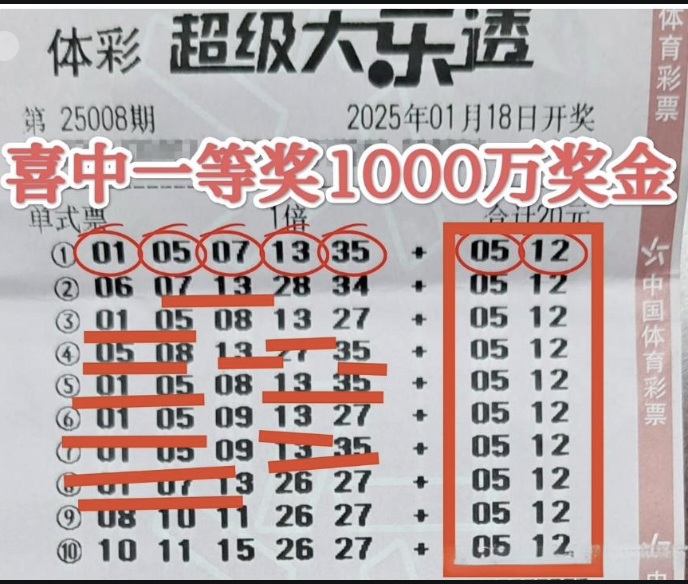 体彩 超级大乐透
体育彩票
第 25008期 2025年01月18日开奖
喜中一等奖1000万奖金
单式票 1倍 合计20元
① 01 05 07 13 35 + 05 12
② 06 07 13 28 34 + 05 12
③ 01 05 08 13 27 + 05 12
④ 05 08 13 27 35 + 05 12
⑤ 01 05 08 13 35 + 05 12
⑥ 01 05 09 13 27 + 05 12
⑦ 01 05 09 13 35 + 05 12
⑧ 01 07 13 26 27 + 05 12
⑨ 08 10 11 26 27 + 05 12
⑩ 10 11 15 26 27 + 05 12
中国体育彩票
中